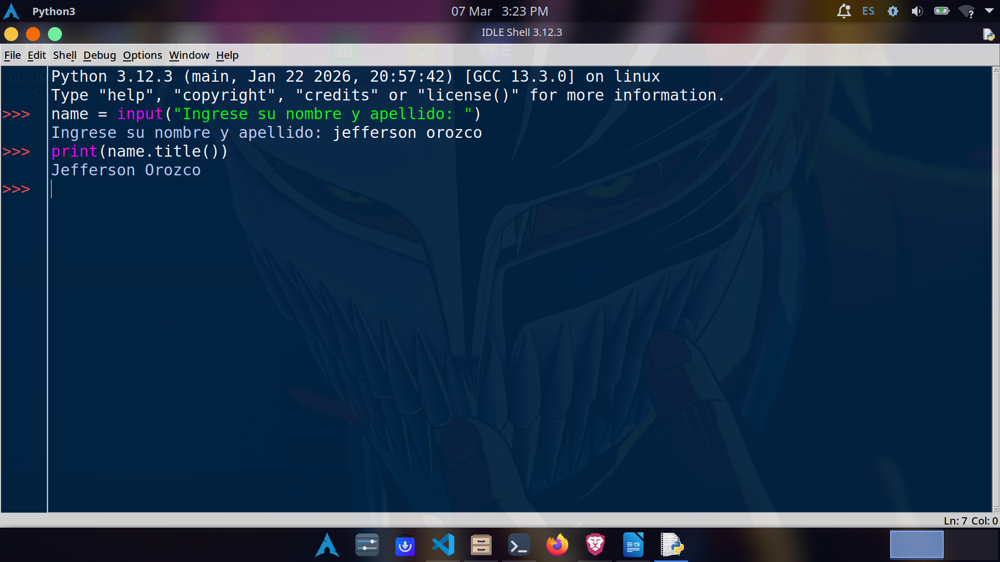 Python3
07 Mar 3:23 PM
ES
IDLE Shell 3.12.3
File Edit Shell Debug Options Window Help
Python 3.12.3 (main, Jan 22 2026, 20:57:42) [GCC 13.3.0] on linux
Type "help", "copyright", "credits" or "license()" for more information.
>>> name = input("Ingrese su nombre y apellido: ")
Ingrese su nombre y apellido: jefferson orozco
>>> print(name.title())
Jefferson Orozco
>>>
Ln: 7 Col: 0